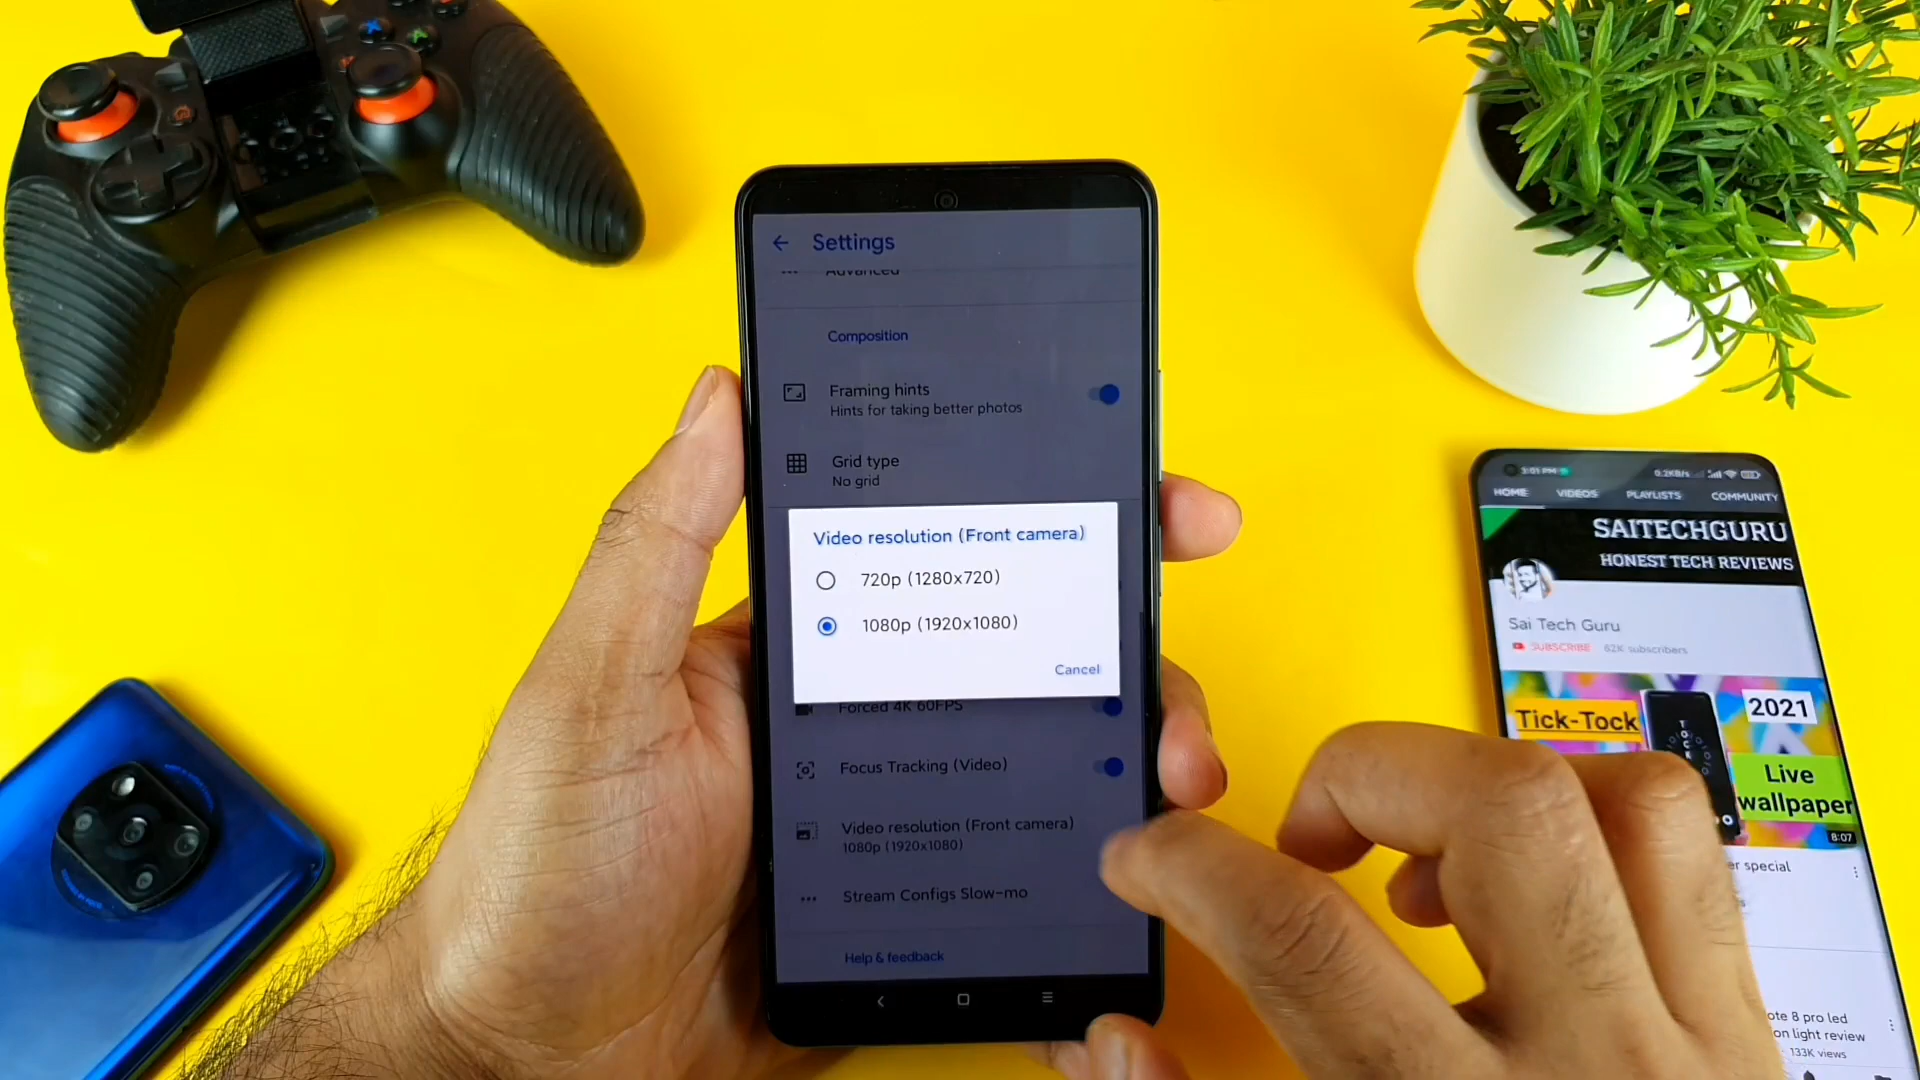 Settings
Advanced
Composition
Framing hints
Hints for taking better photos
Grid type
No grid
Video resolution (Front camera)
720p (1280x720)
1080p (1920x1080)
Cancel
Forced 4K 60FPS
Focus Tracking (Video)
Video resolution (Front camera)
1080p (1920x1080)
Stream Configs Slow-mo
Help & feedback
3:01 PM
0.2KB/s
HOME VIDEOS PLAYLISTS COMMUNITY
SAITECHGURU
HONEST TECH REVIEWS
Sai Tech Guru
SUBSCRIBE 62K subscribers
Tick-Tock
2021
Live
wallpaper
8:07
er special
ote 8 pro led
on light review
133K views